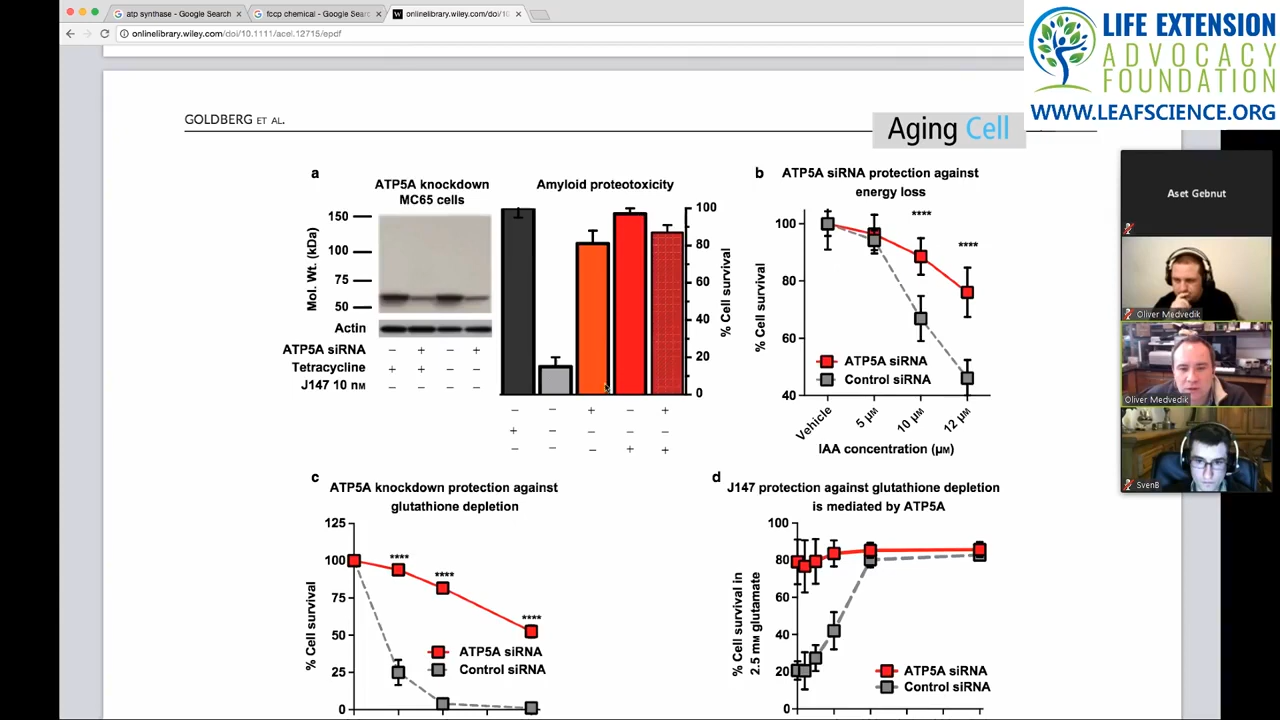 atp synthase - Google Search
fccp chemical - Google Sear
onlinelibrary.wiley.com/doi/10
onlinelibrary.wiley.com/doi/10.1111/acel.12715/epdf
LIFE EXTENSION
ADVOCACY
FOUNDATION
WWW.LEAFSCIENCE.ORG
GOLDBERG ET AL.
Aging Cell
a
ATP5A knockdown
MC65 cells
Mol. Wt. (kDa)
150
100
75
50
Actin
ATP5A siRNA − + − +
Tetracycline + + − −
J147 10 nM − − − −
Amyloid proteotoxicity
100
80
60
40
20
0
% Cell survival
− − + − +
+ − − − −
− − − + +
b
ATP5A siRNA protection against
energy loss
% Cell survival
100
80
60
40
****
****
ATP5A siRNA
Control siRNA
Vehicle
5 µM
10 µM
12 µM
IAA concentration (µM)
c
ATP5A knockdown protection against
glutathione depletion
% Cell survival
125
100
75
50
25
0
****
****
****
ATP5A siRNA
Control siRNA
d
J147 protection against glutathione depletion
is mediated by ATP5A
% Cell survival in
2.5 mM glutamate
100
80
60
40
20
0
ATP5A siRNA
Control siRNA
Aset Gebnut
Oliver Medvedik
Oliver Medvedik
SvenB